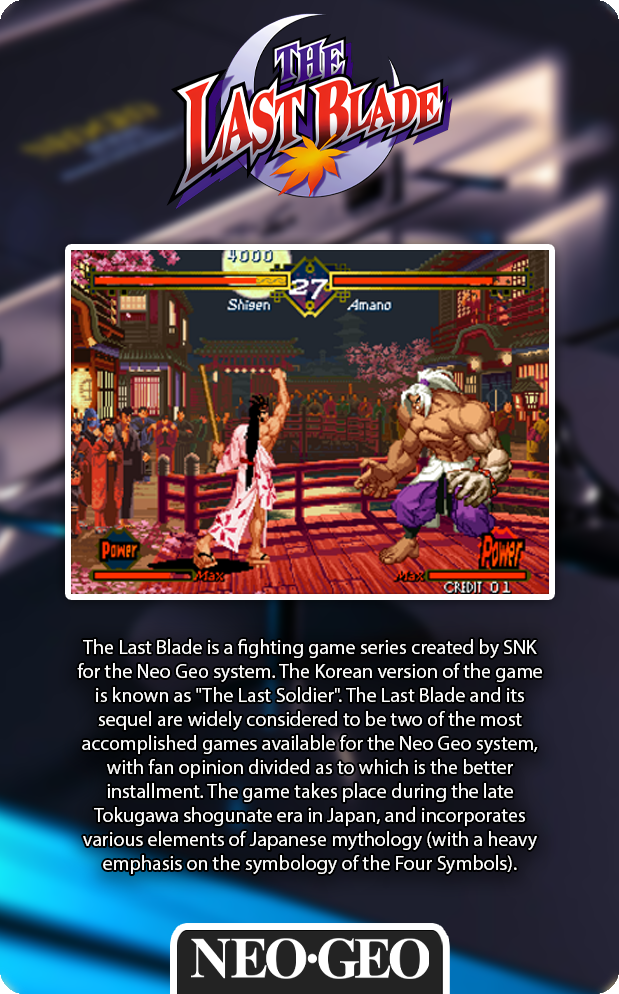 THE
LAST BLADE
4000
27
Shigen Amano
Power Power
Max Max
CREDIT 01
The Last Blade is a fighting game series created by SNK
for the Neo Geo system. The Korean version of the game
is known as "The Last Soldier". The Last Blade and its
sequel are widely considered to be two of the most
accomplished games available for the Neo Geo system,
with fan opinion divided as to which is the better
installment. The game takes place during the late
Tokugawa shogunate era in Japan, and incorporates
various elements of Japanese mythology (with a heavy
emphasis on the symbology of the Four Symbols).
NEO•GEO